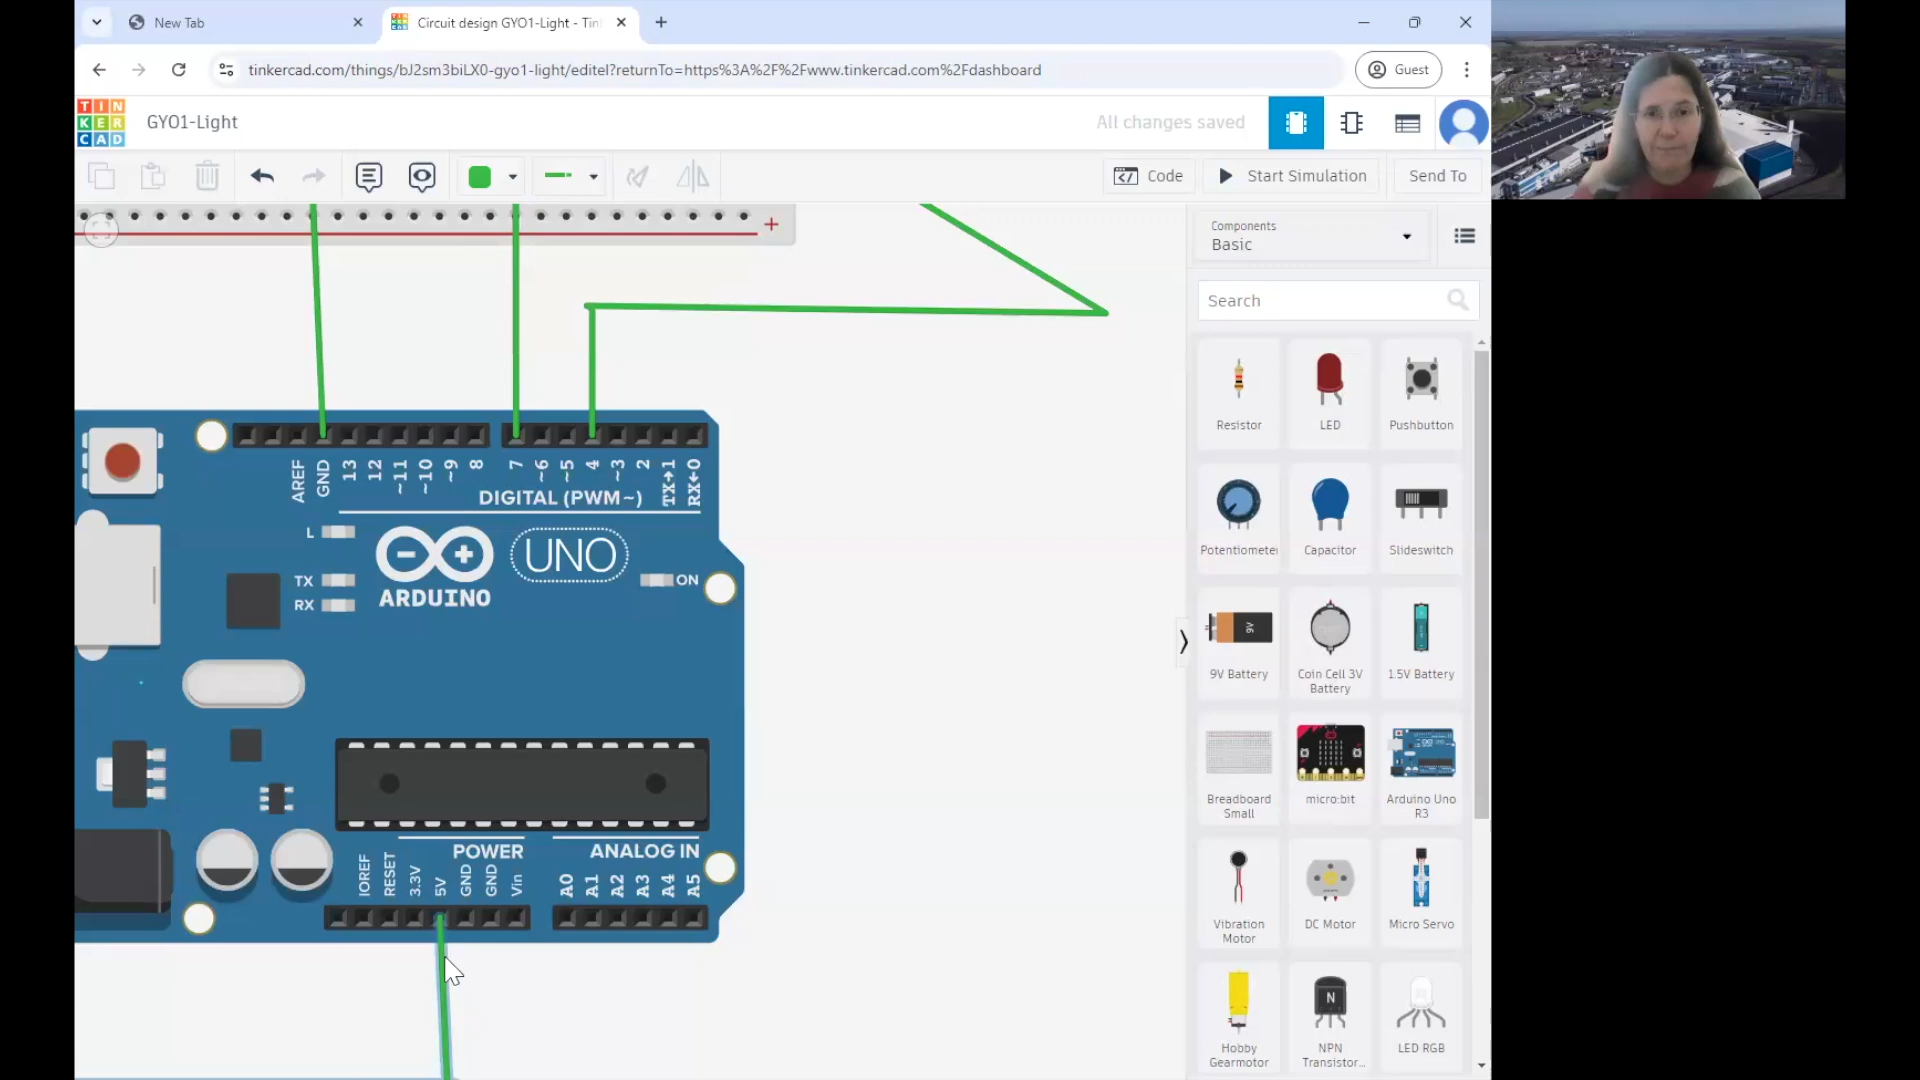 New Tab
Circuit design GYO1-Light - Tin
tinkercad.com/things/bJ2sm3biLX0-gyo1-light/editel?returnTo=https%3A%2F%2Fwww.tinkercad.com%2Fdashboard
Guest
TIN
KER
CAD
GYO1-Light
All changes saved
Code
Start Simulation
Send To
Components
Basic
Search
Resistor
LED
Pushbutton
Potentiomete
Capacitor
Slideswitch
9V
9V Battery
Coin Cell 3V
Battery
1.5V Battery
Breadboard
Small
micro:bit
Arduino Uno
R3
Vibration
Motor
DC Motor
Micro Servo
Hobby
Gearmotor
N
NPN
Transistor...
LED RGB
+
AREF
GND
13
12
~11
~10
~9
8
7
~6
~5
4
~3
2
TX→1
RX←0
DIGITAL (PWM~)
L
TX
RX
ARDUINO
UNO
ON
POWER
ANALOG IN
IOREF
RESET
3.3V
5V
GND
GND
Vin
A0
A1
A2
A3
A4
A5